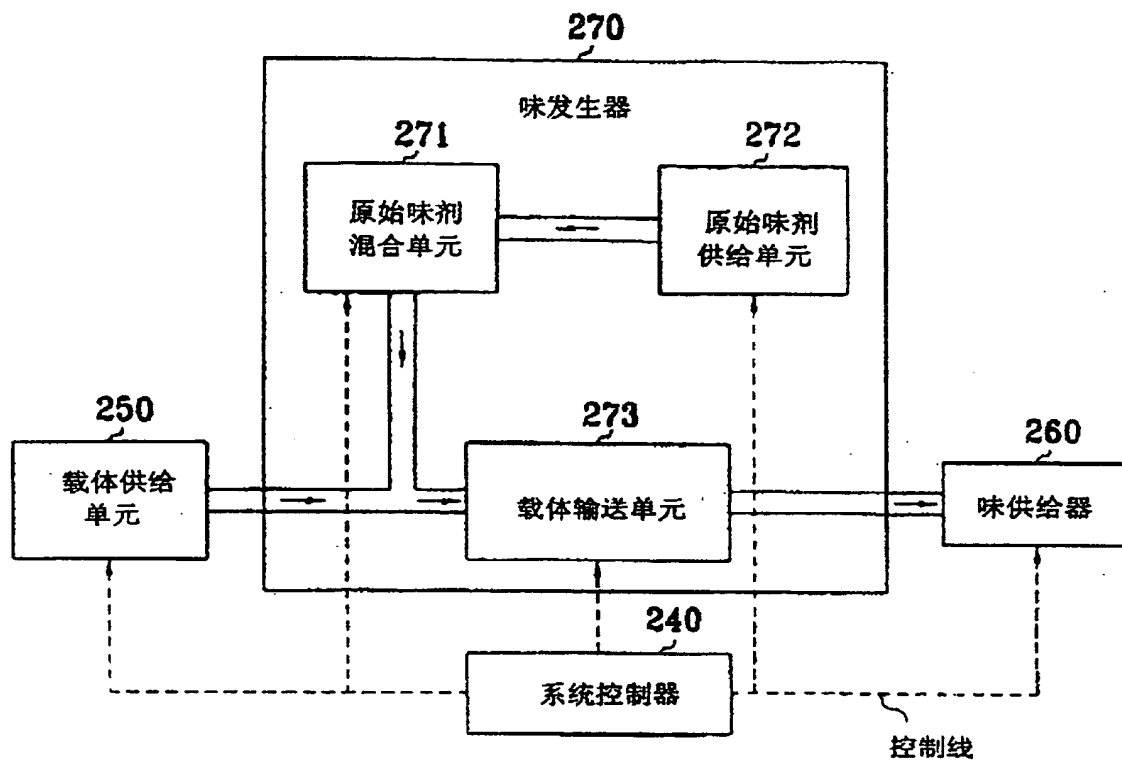 270
味发生器
271
272
原始味剂
混合单元
原始味剂
供给单元
250
273
260
载体供给
单元
载体输送单元
味供给器
240
系统控制器
控制线